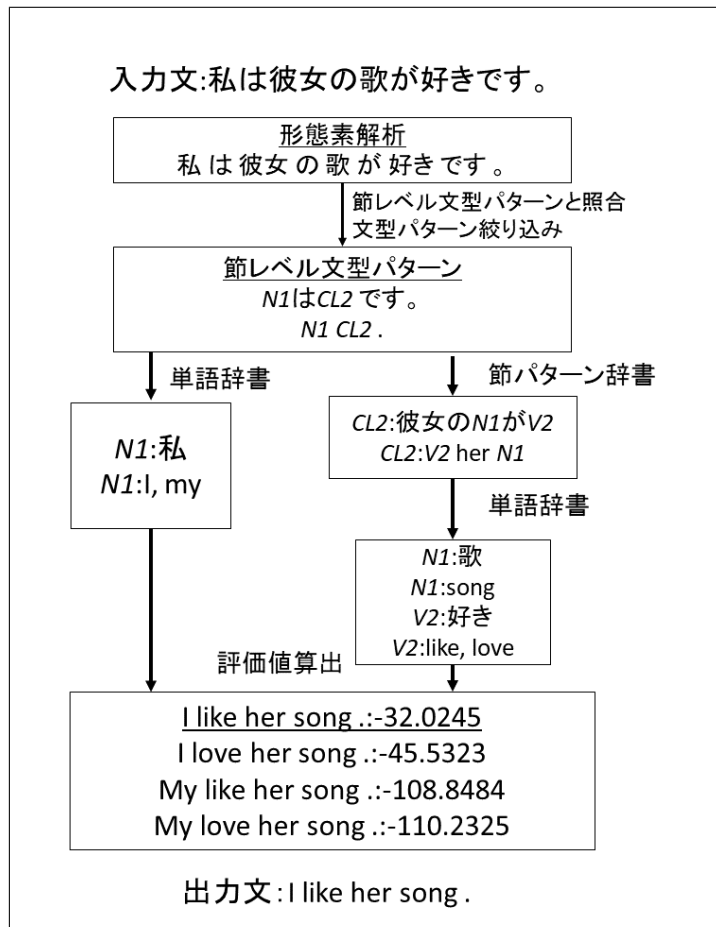 入力文:私は彼女の歌が好きです。
形態素解析
私 は 彼女 の 歌 が 好き です 。
節レベル文型パターンと照合
文型パターン絞り込み
節レベル文型パターン
N1はCL2 です。
N1 CL2 .
単語辞書
節パターン辞書
N1:私
N1:I, my
CL2:彼女のN1がV2
CL2:V2 her N1
単語辞書
N1:歌
N1:song
V2:好き
V2:like, love
評価値算出
I like her song .:-32.0245
I love her song .:-45.5323
My like her song .:-108.8484
My love her song .:-110.2325
出力文:I like her song .